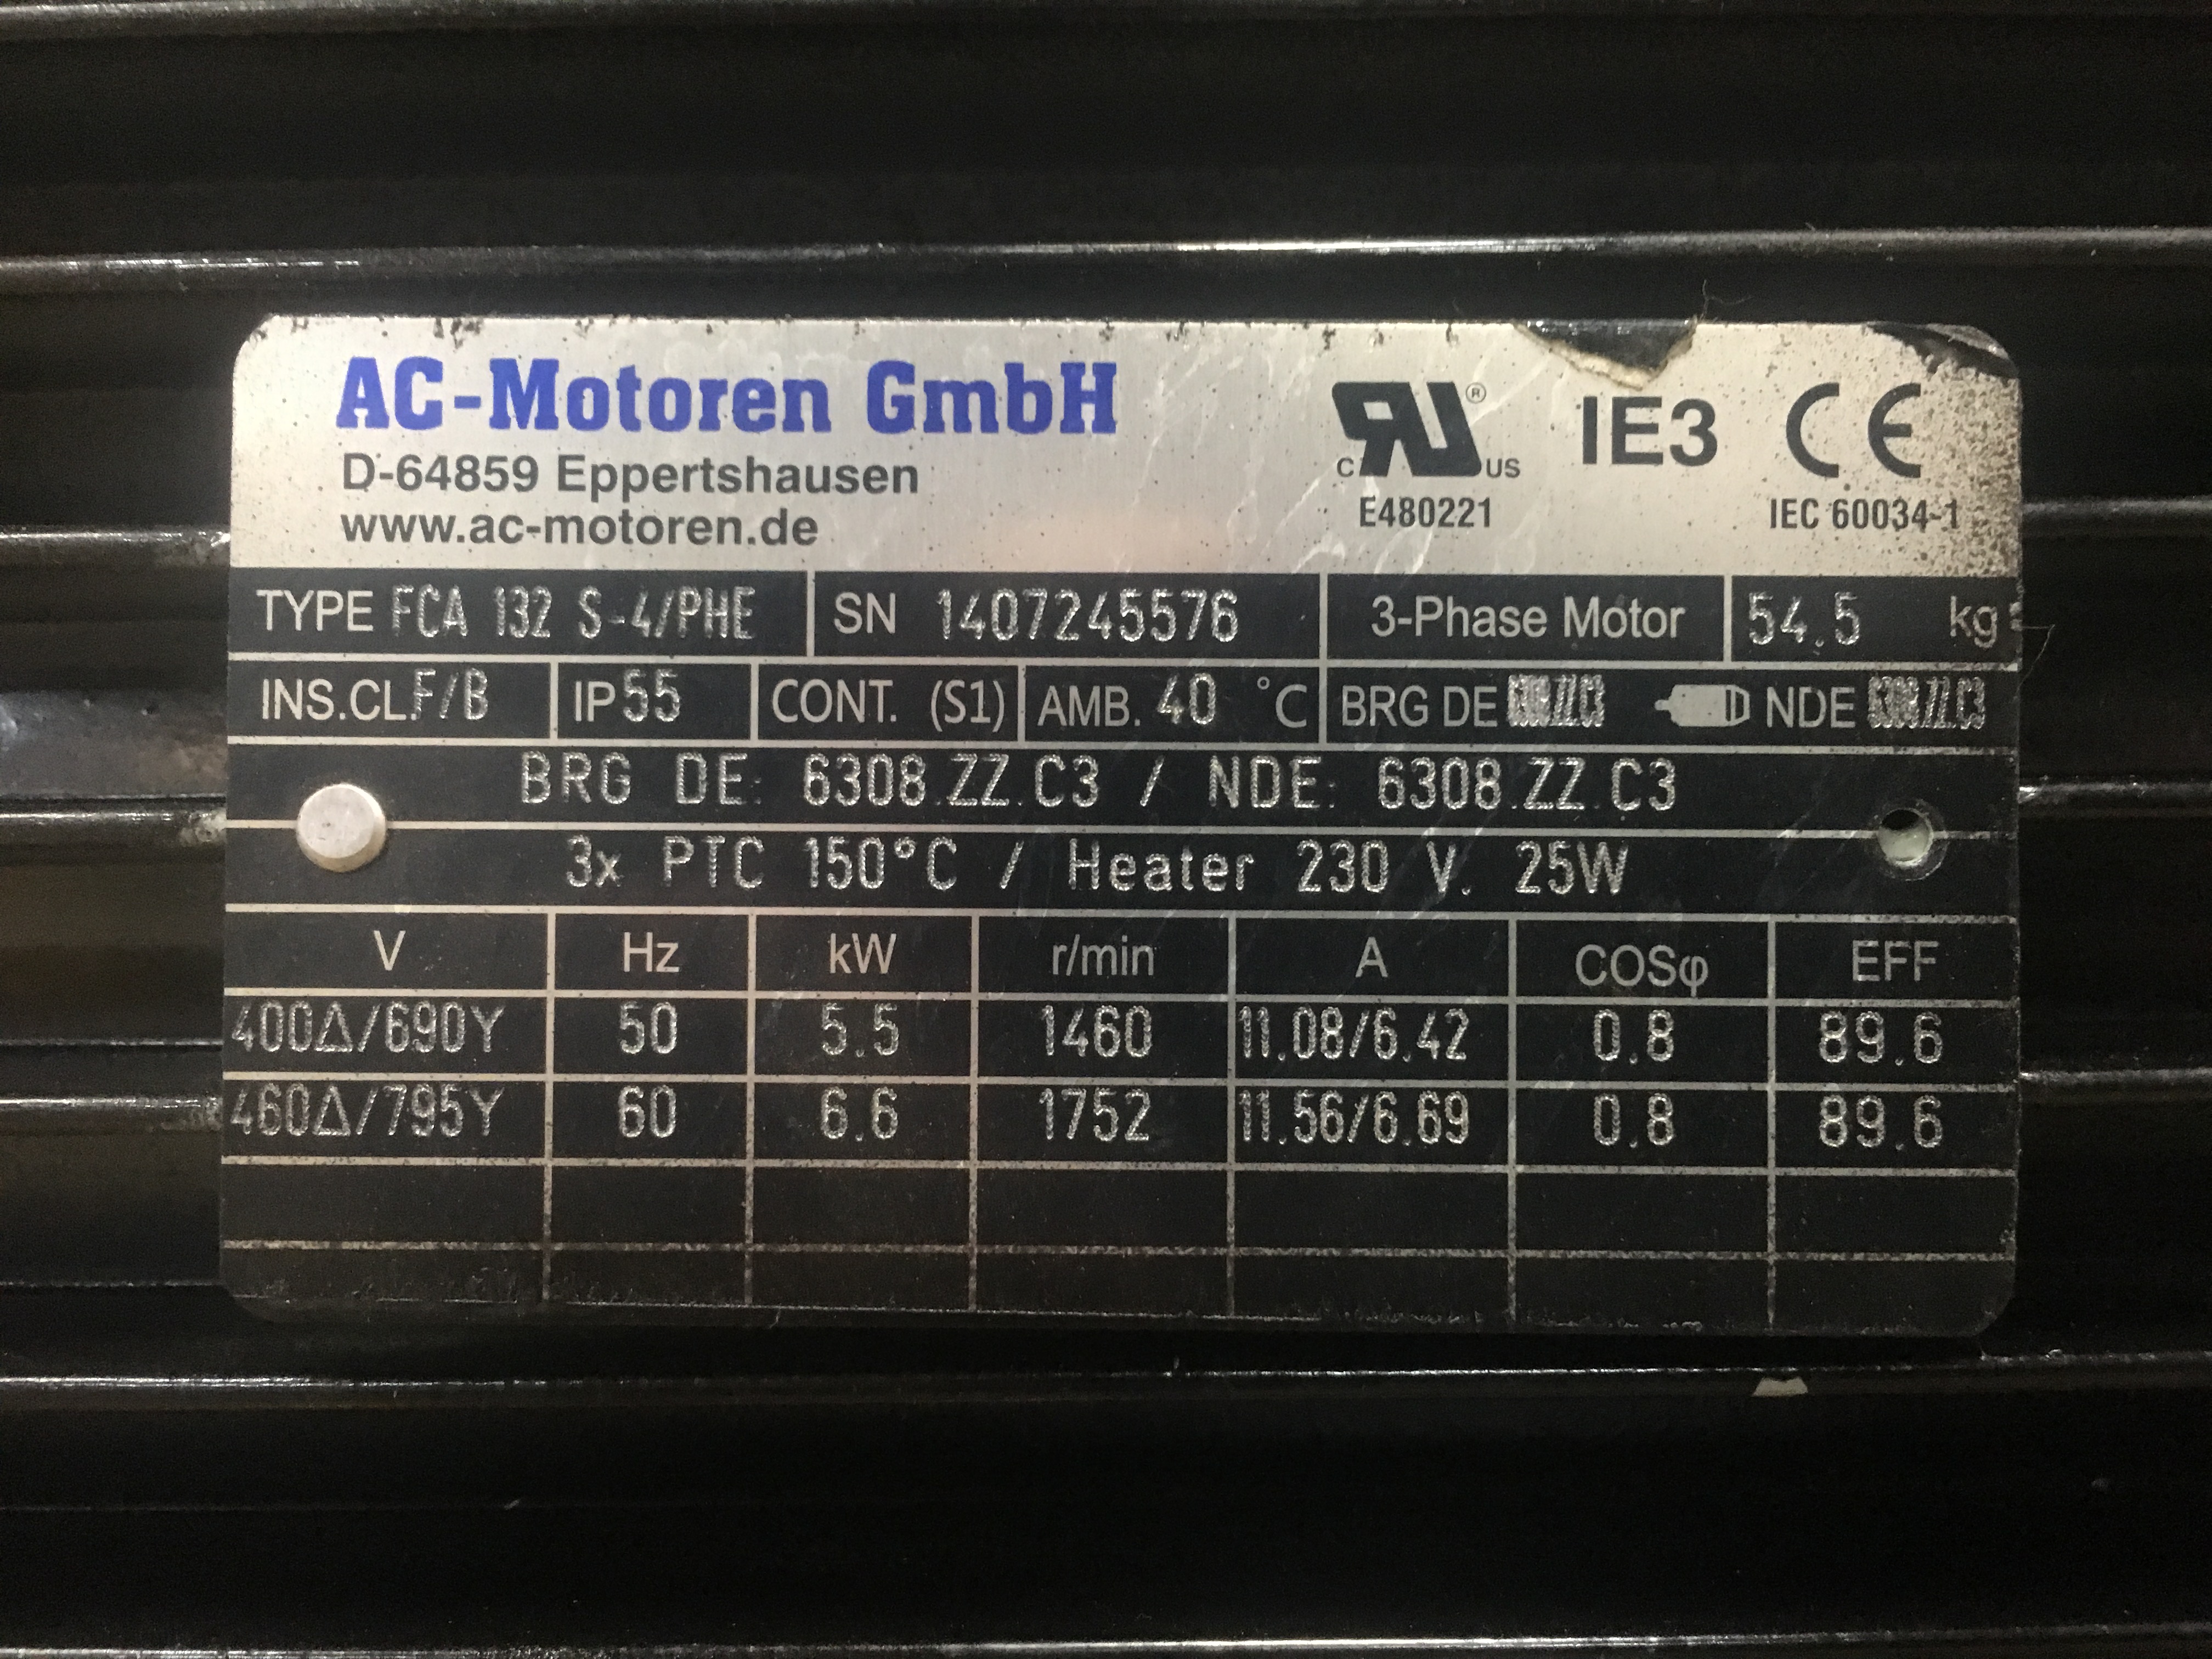 AC-Motoren GmbH
D-64859 Eppertshausen
www.ac-motoren.de
c RU ® US
E480221
IE3
CE
IEC 60034-1
TYPE FCA 132 S-4/PHE SN 1407245576 3-Phase Motor 54.5 kg
INS.CL.F/B IP55 CONT. (S1) AMB. 40 °C BRG DE NDE
BRG DE: 6308.ZZ.C3 / NDE: 6308.ZZ.C3
3x PTC 150°C / Heater 230 V. 25W
V Hz kW r/min A COSφ EFF
400Δ/690Y 50 5.5 1460 11.08/6.42 0.8 89.6
460Δ/795Y 60 6.6 1752 11.56/6.69 0.8 89.6